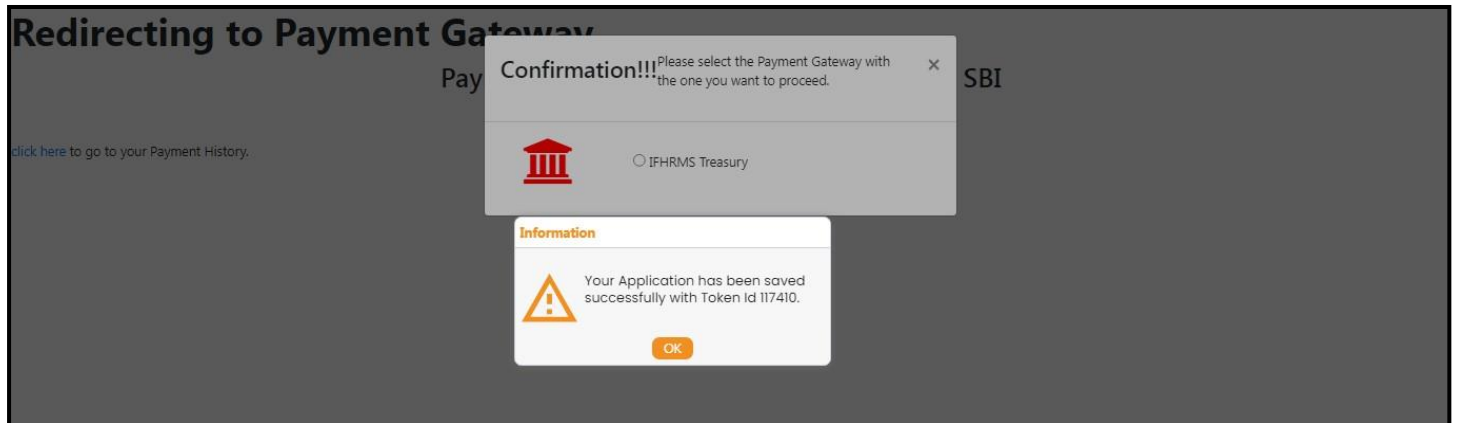 Redirecting to Payment Gateway
Pay
SBI
Confirmation!!!
Please select the Payment Gateway with
the one you want to proceed.
×
click here to go to your Payment History.
IFHRMS Treasury
Information
Your Application has been saved
successfully with Token Id 117410.
OK